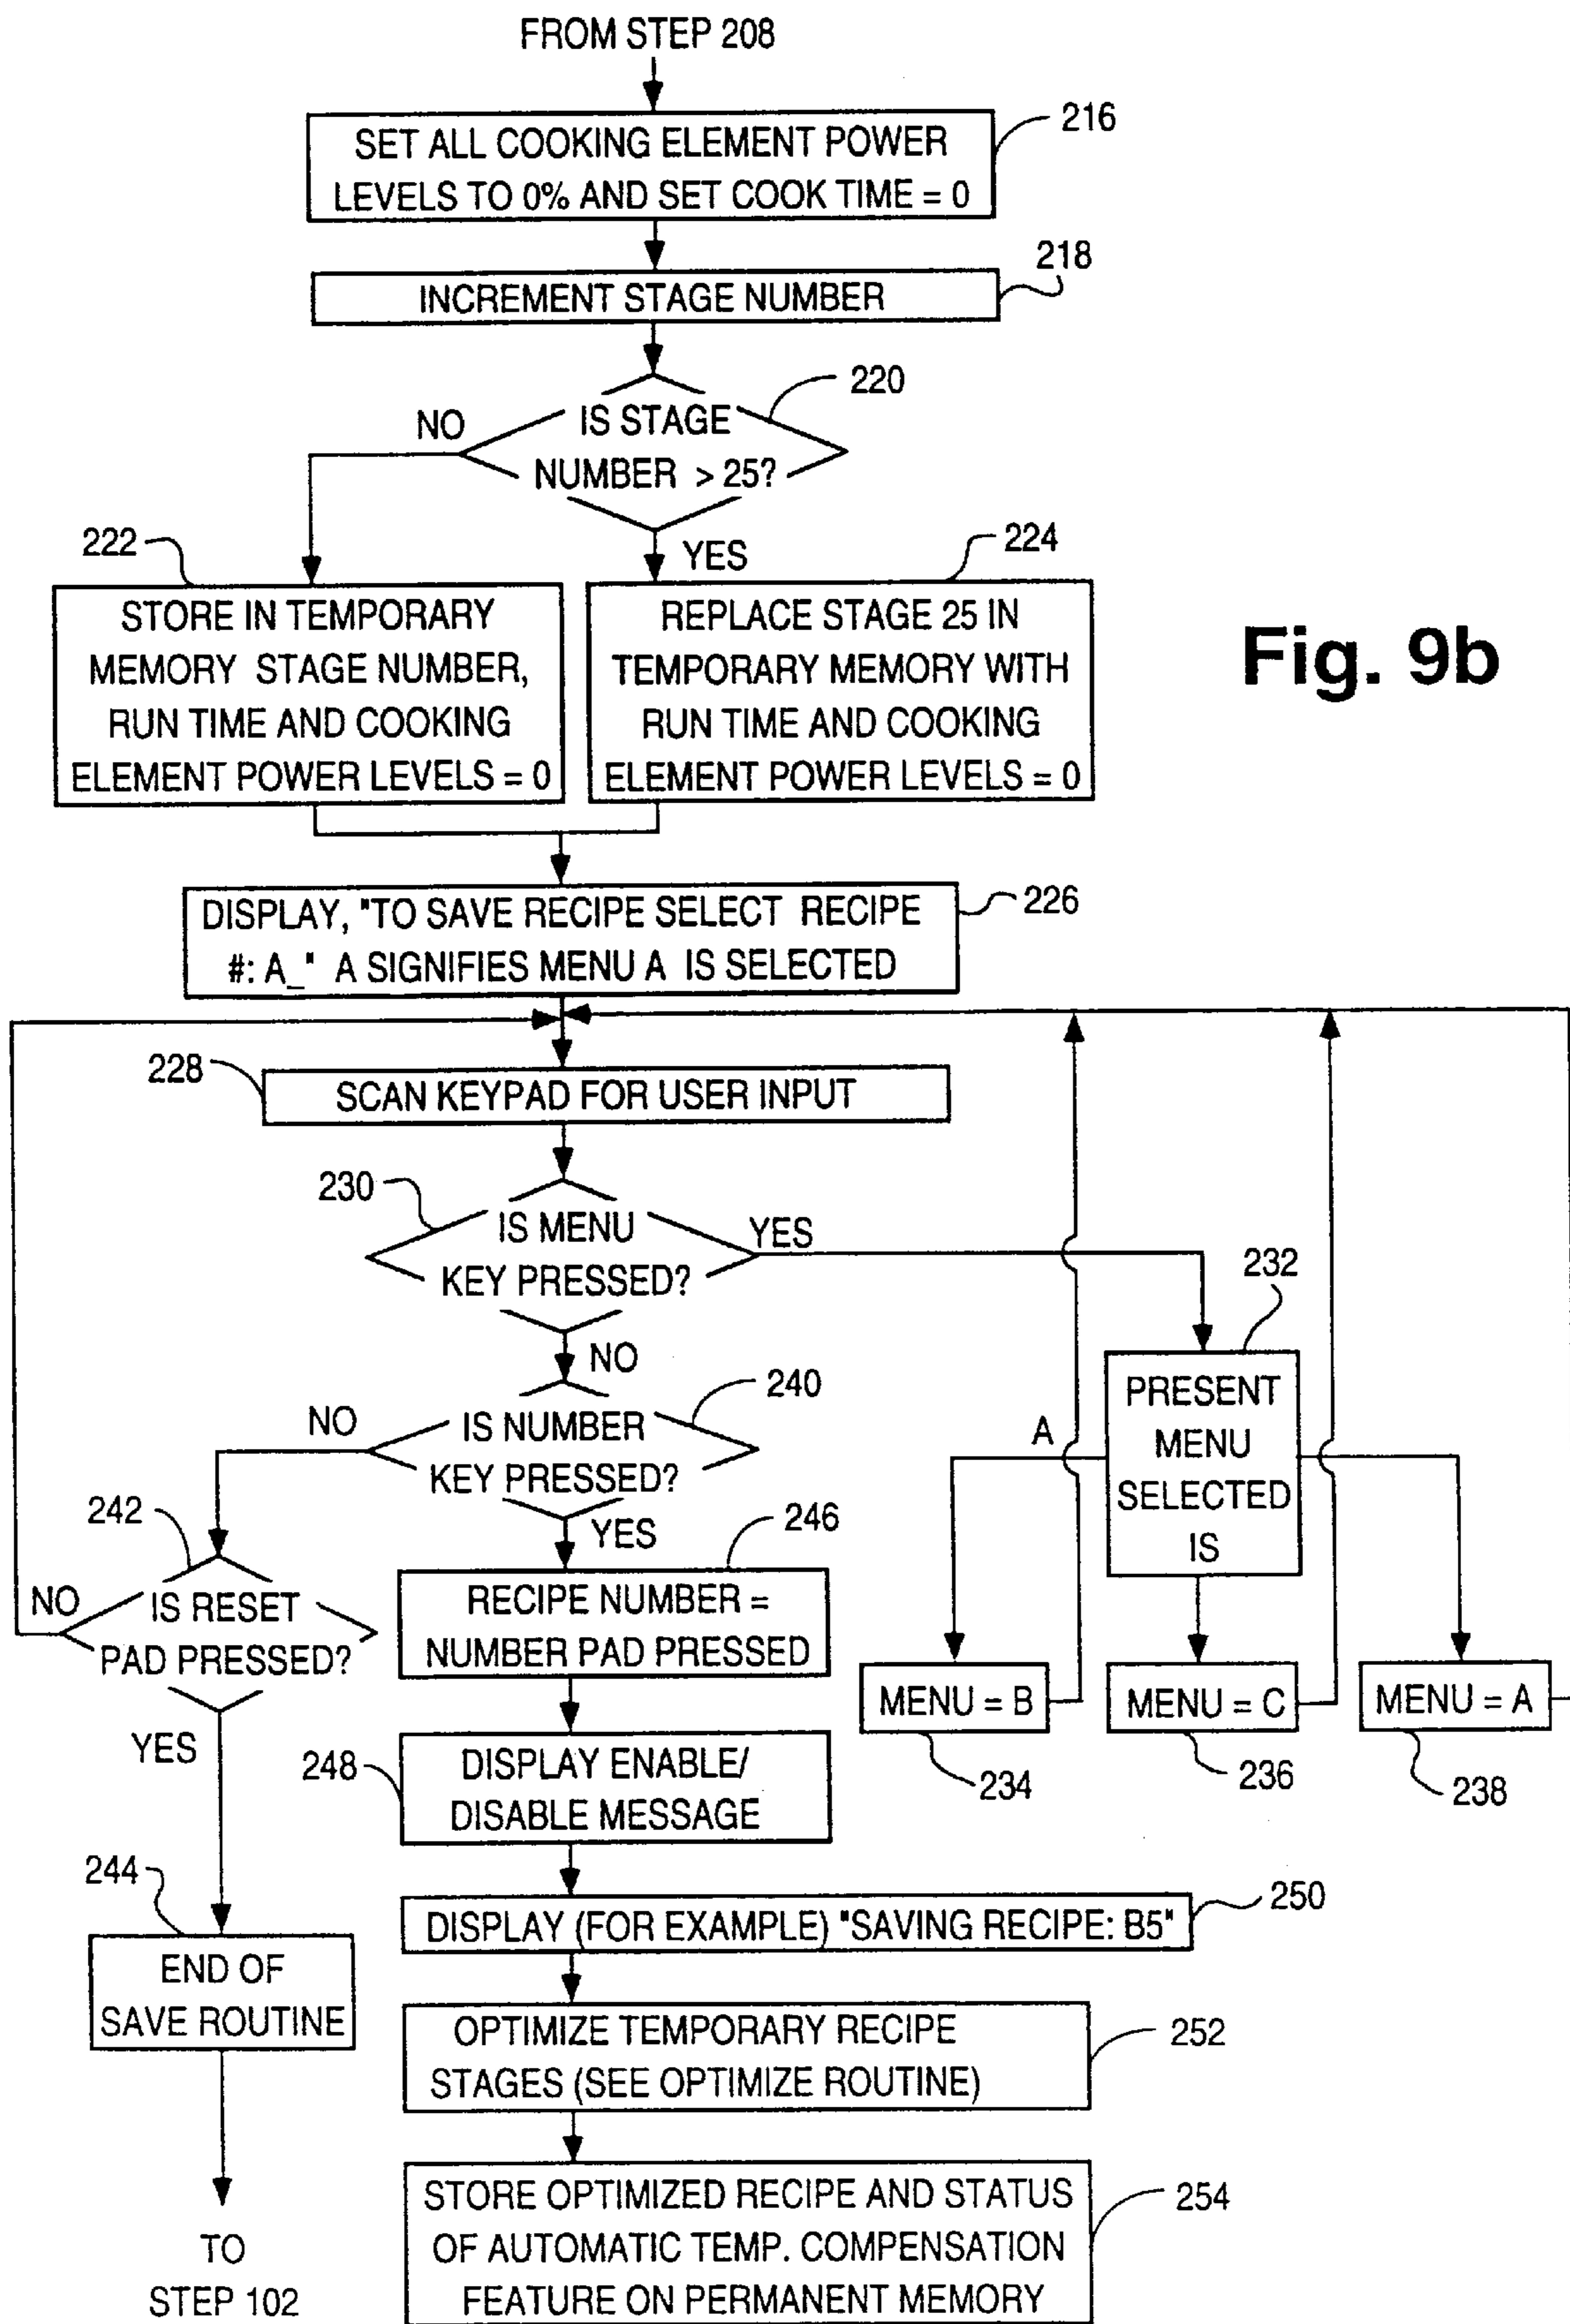 FROM STEP 208
216
SET ALL COOKING ELEMENT POWER
LEVELS TO 0% AND SET COOK TIME = 0
218
INCREMENT STAGE NUMBER
220
NO
IS STAGE
NUMBER > 25?
222
YES
224
STORE IN TEMPORARY
MEMORY STAGE NUMBER,
RUN TIME AND COOKING
ELEMENT POWER LEVELS = 0
REPLACE STAGE 25 IN
TEMPORARY MEMORY WITH
RUN TIME AND COOKING
ELEMENT POWER LEVELS = 0
Fig. 9b
226
DISPLAY, "TO SAVE RECIPE SELECT RECIPE
#: A_" A SIGNIFIES MENU A IS SELECTED
228
SCAN KEYPAD FOR USER INPUT
230
IS MENU
KEY PRESSED?
YES
232
NO
PRESENT
MENU
SELECTED
IS
240
NO
IS NUMBER
KEY PRESSED?
A
242
YES
246
NO
IS RESET
PAD PRESSED?
RECIPE NUMBER =
NUMBER PAD PRESSED
MENU = B
MENU = C
MENU = A
234
236
238
YES
248
DISPLAY ENABLE/
DISABLE MESSAGE
244
250
DISPLAY (FOR EXAMPLE) "SAVING RECIPE: B5"
END OF
SAVE ROUTINE
252
OPTIMIZE TEMPORARY RECIPE
STAGES (SEE OPTIMIZE ROUTINE)
254
STORE OPTIMIZED RECIPE AND STATUS
OF AUTOMATIC TEMP. COMPENSATION
FEATURE ON PERMANENT MEMORY
TO
STEP 102